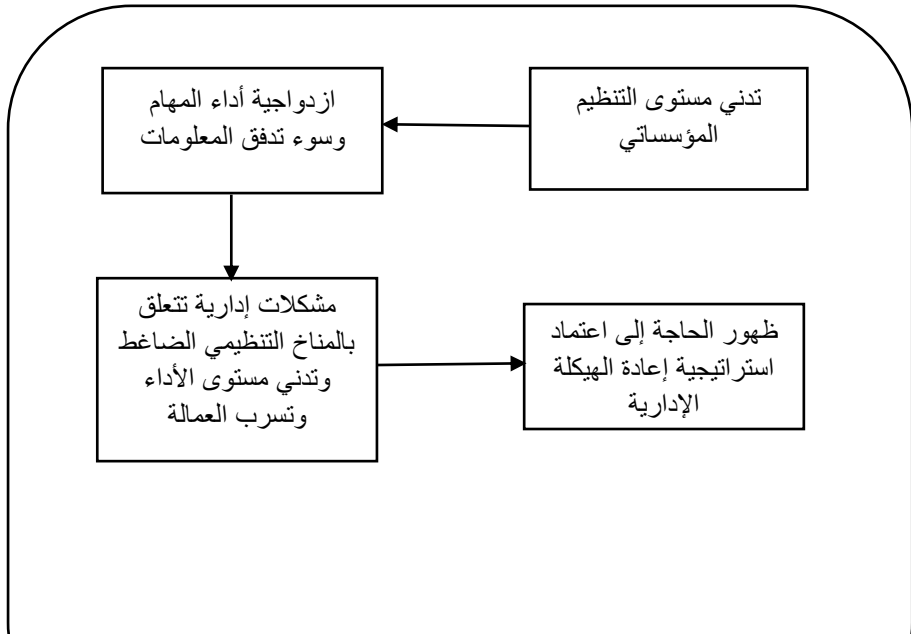 تدني مستوى التنظيم
المؤسساتي
ازدواجية أداء المهام
وسوء تدفق المعلومات
مشكلات إدارية تتعلق
بالمناخ التنظيمي الضاغط
وتدني مستوى الأداء
وتسرب العمالة
ظهور الحاجة إلى اعتماد
استراتيجية إعادة الهيكلة
الإدارية